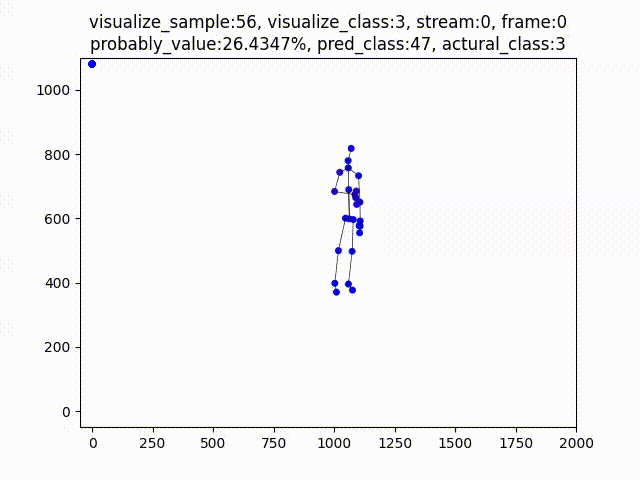 visualize_sample:56, visualize_class:3, stream:0, frame:0
probably_value:26.4347%, pred_class:47, actural_class:3
1000
800
600
400
200
0
0 250 500 750 1000 1250 1500 1750 2000